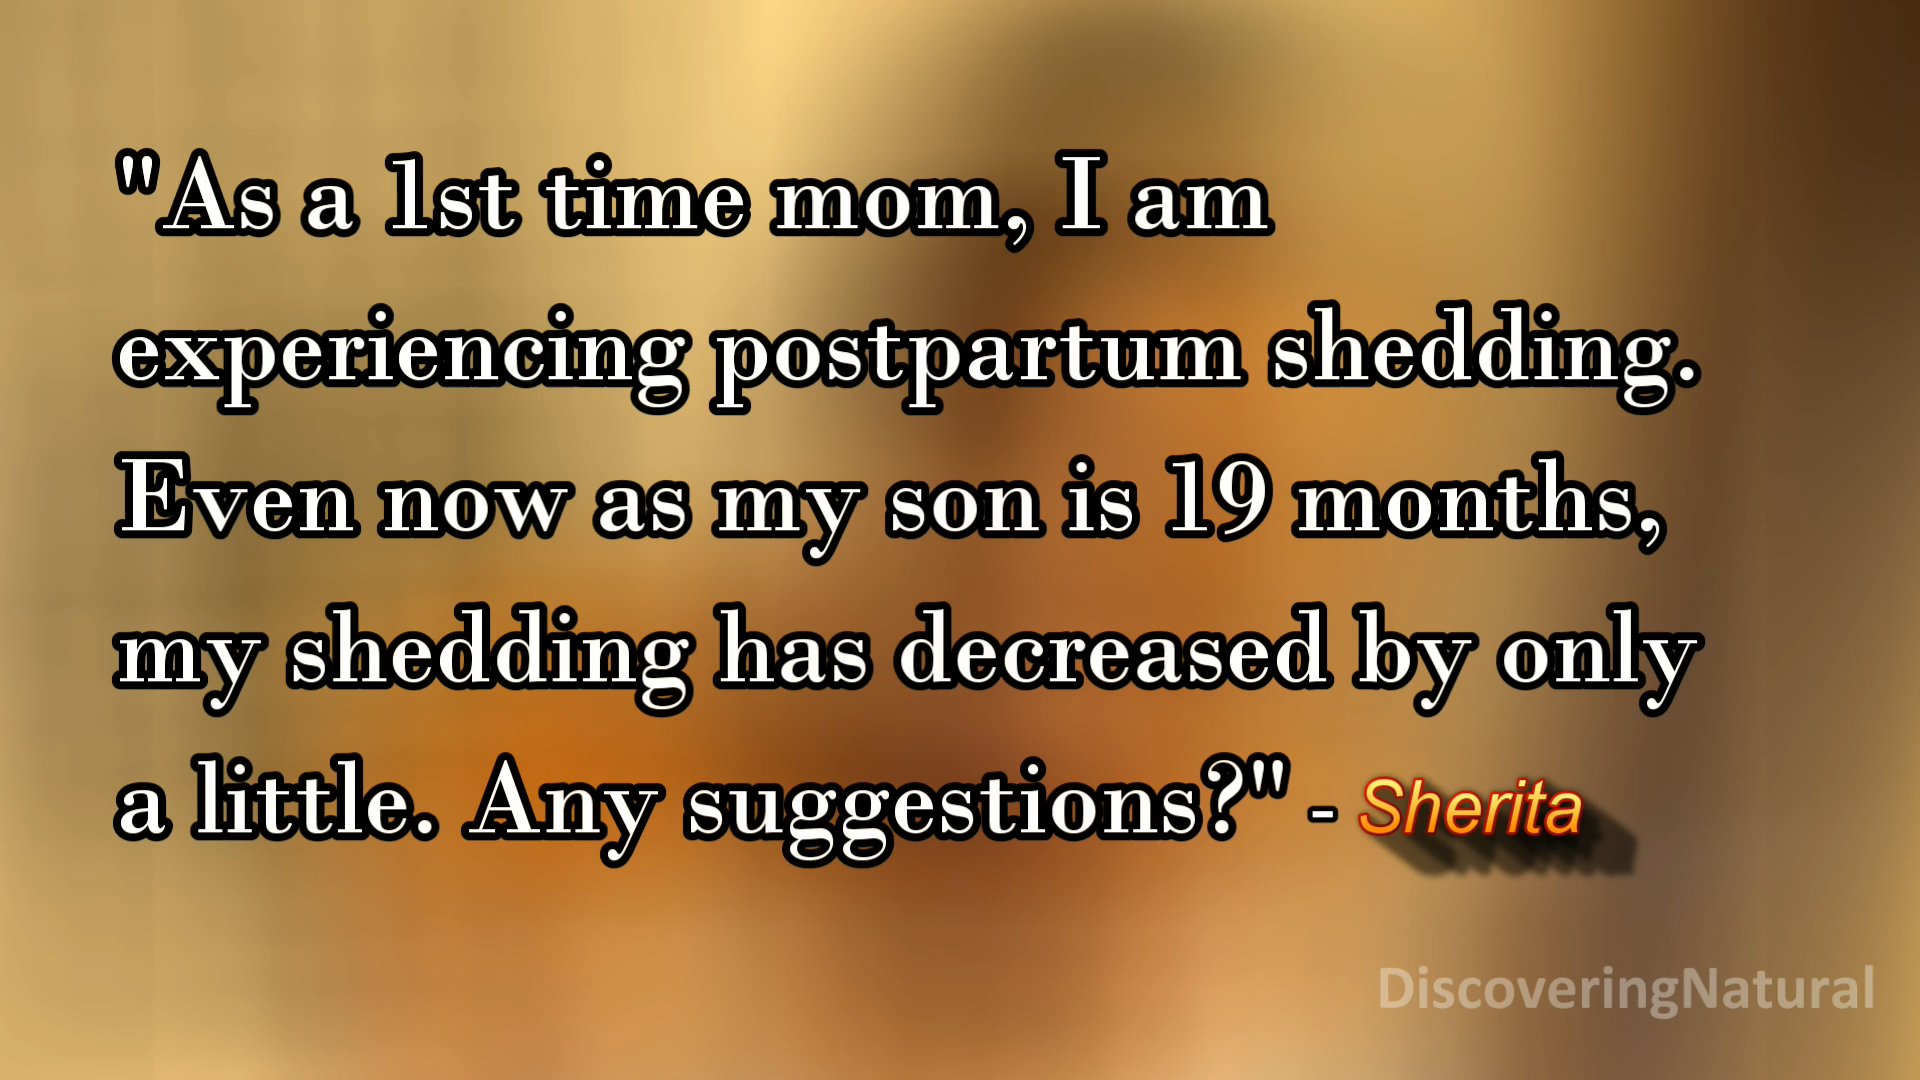 "As a 1st time mom, I am
experiencing postpartum shedding.
Even now as my son is 19 months,
my shedding has decreased by only
a little. Any suggestions?" - Sherita
DiscoveringNatural